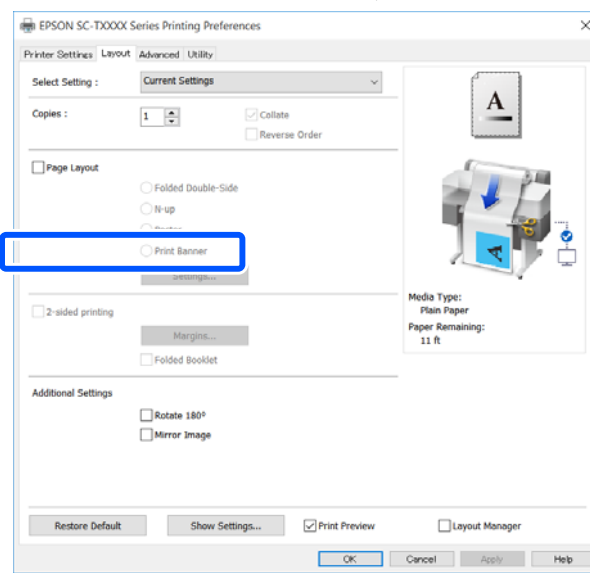 EPSON SC-TXXXX Series Printing Preferences
Printer Settings Layout Advanced Utility
Select Setting : Current Settings
Copies : 1 Collate
Reverse Order
A
Page Layout
Folded Double-Side
N-up
Print Banner
Settings...
Media Type:
Plain Paper
Paper Remaining:
11 ft
2-sided printing
Margins...
Folded Booklet
Additional Settings
Rotate 180º
Mirror Image
Restore Default Show Settings... Print Preview Layout Manager
OK Cancel Apply Help